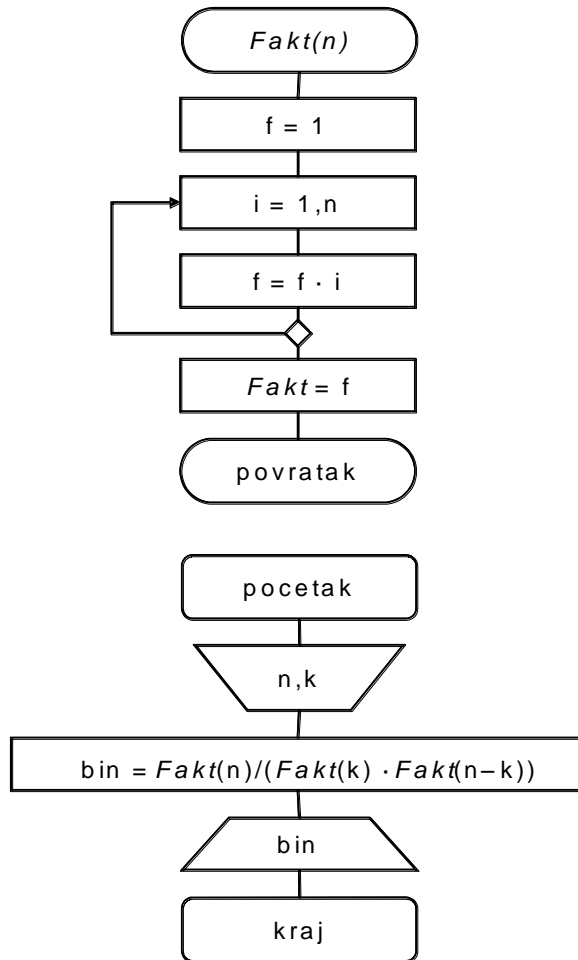 Fakt(n)
f = 1
i = 1,n
f = f · i
Fakt = f
povratak
pocetak
n,k
bin = Fakt(n)/(Fakt(k) · Fakt(n–k))
bin
kraj